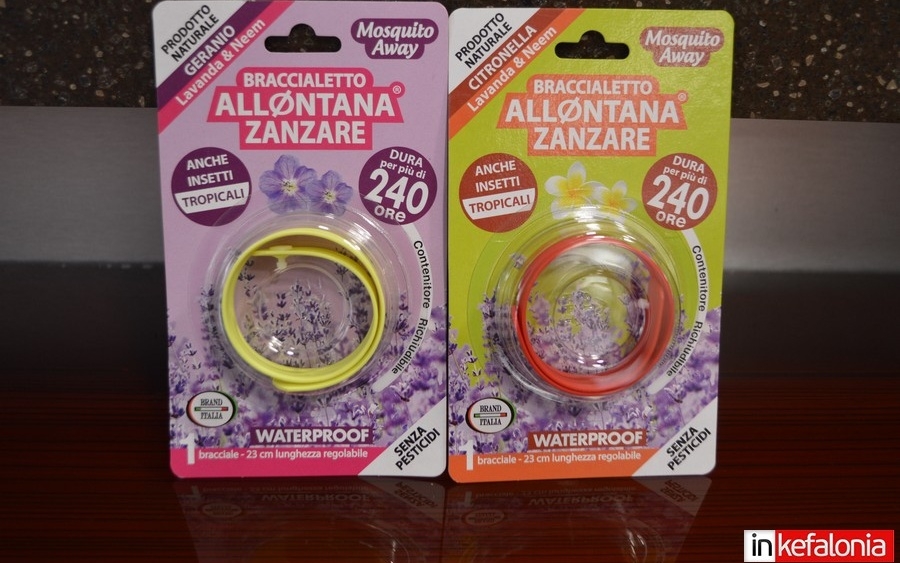 PRODOTTO
NATURALE
GERANIO
Lavanda & Neem
Mosquito
Away
BRACCIALETTO
ALLØNTANA®
ZANZARE
ANCHE
INSETTI
TROPICALI
DURA
per più di
240
ORe
Contenitore Richiudibile
BRAND
ITALIA
WATERPROOF
1 bracciale - 23 cm lunghezza regolabile
SENZA
PESTICIDI
PRODOTTO
NATURALE
CITRONELLA
Lavanda & Neem
Mosquito
Away
BRACCIALETTO
ALLØNTANA®
ZANZARE
ANCHE
INSETTI
TROPICALI
DURA
per più di
240
ORe
Contenitore Richiudibile
BRAND
ITALIA
WATERPROOF
1 bracciale - 23 cm lunghezza regolabile
SENZA
PESTICIDI
inkefalonia